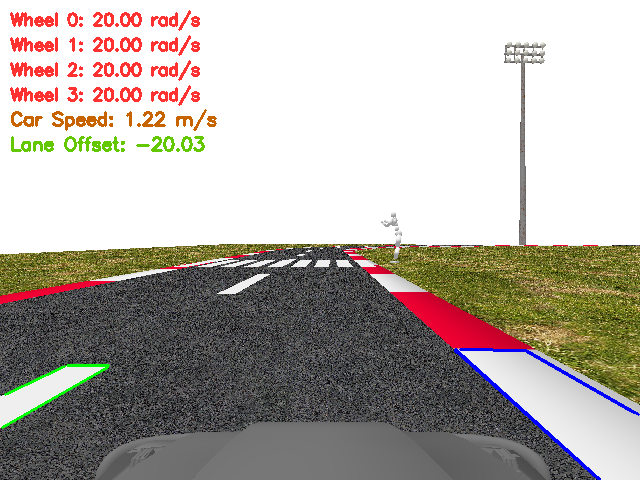 Wheel 0: 20.00 rad/s
Wheel 1: 20.00 rad/s
Wheel 2: 20.00 rad/s
Wheel 3: 20.00 rad/s
Car Speed: 1.22 m/s
Lane Offset: -20.03